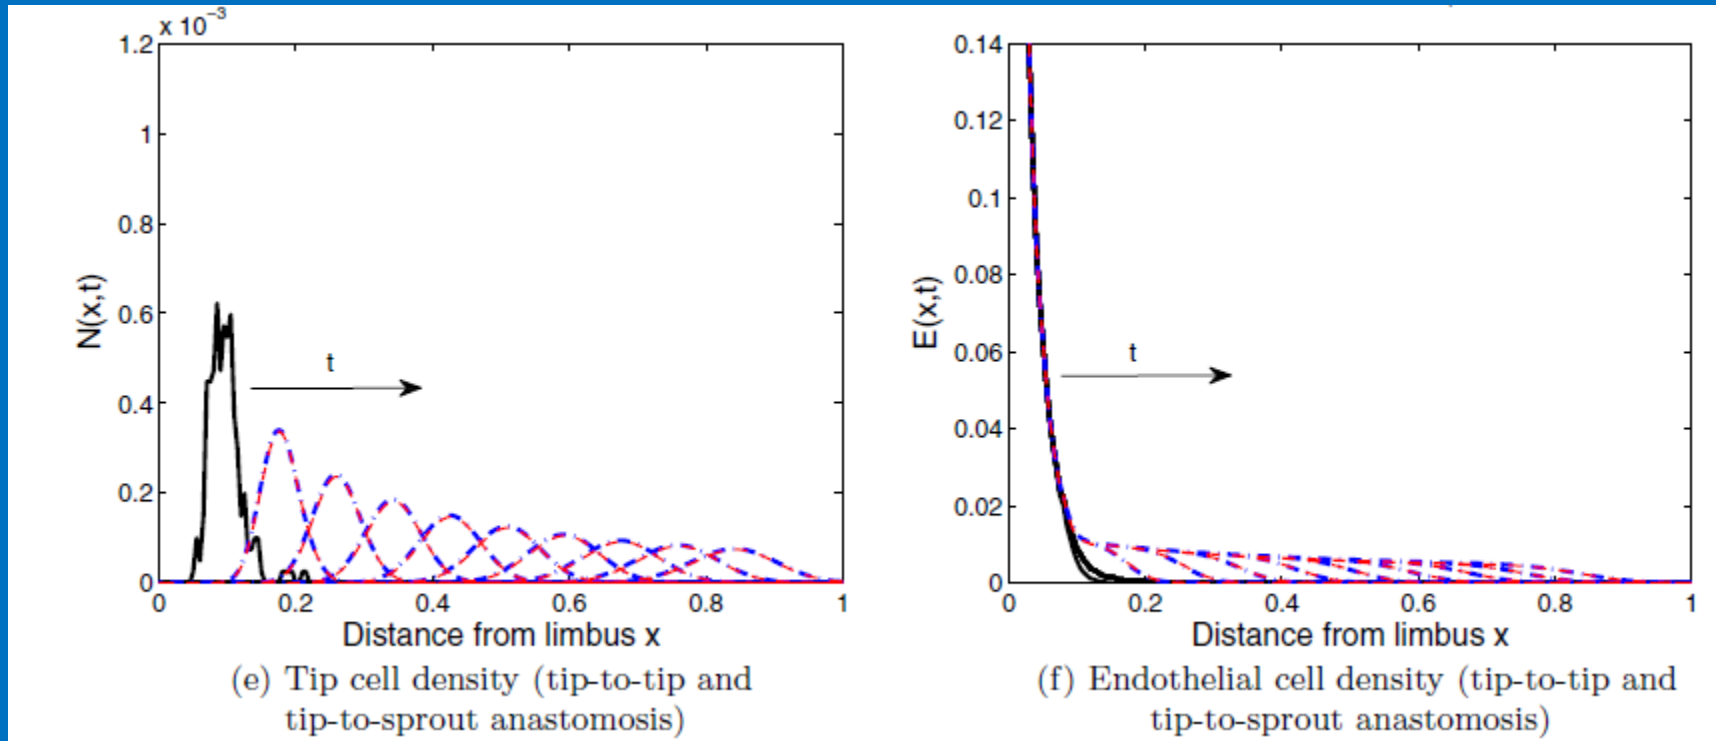 x 10⁻³
1.2
1
0.8
0.6
0.4
0.2
0
N(x,t)
t
0 0.2 0.4 0.6 0.8 1
Distance from limbus x
(e) Tip cell density (tip-to-tip and
tip-to-sprout anastomosis)
0.14
0.12
0.1
0.08
0.06
0.04
0.02
0
E(x,t)
t
0 0.2 0.4 0.6 0.8 1
Distance from limbus x
(f) Endothelial cell density (tip-to-tip and
tip-to-sprout anastomosis)